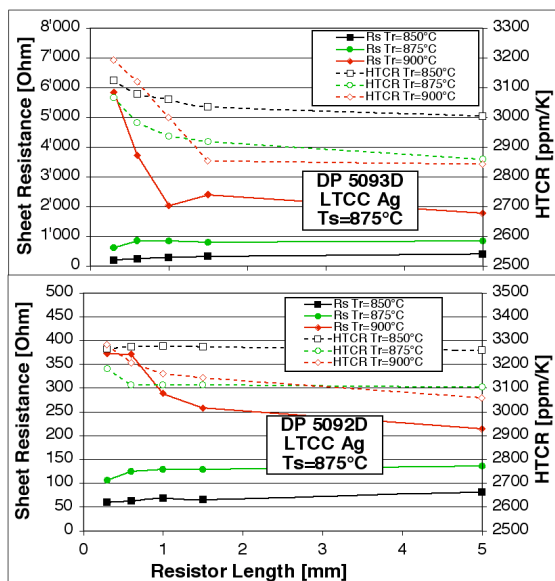 Sheet Resistance [Ohm]
8'000
7'000
6'000
5'000
4'000
3'000
2'000
1'000
0
Rs Tr=850°C
Rs Tr=875°C
Rs Tr=900°C
HTCR Tr=850°C
HTCR Tr=875°C
HTCR Tr=900°C
DP 5093D
LTCC Ag
Ts=875°C
3300
3200
3100
3000
2900
2800
2700
2600
2500
HTCR [ppm/K]
0
1
2
3
4
5
Sheet Resistance [Ohm]
500
450
400
350
300
250
200
150
100
50
0
Rs Tr=850°C
Rs Tr=875°C
Rs Tr=900°C
HTCR Tr=850°C
HTCR Tr=875°C
HTCR Tr=900°C
DP 5092D
LTCC Ag
Ts=875°C
3500
3400
3300
3200
3100
3000
2900
2800
2700
2600
2500
HTCR [ppm/K]
0
1
2
3
4
5
Resistor Length [mm]